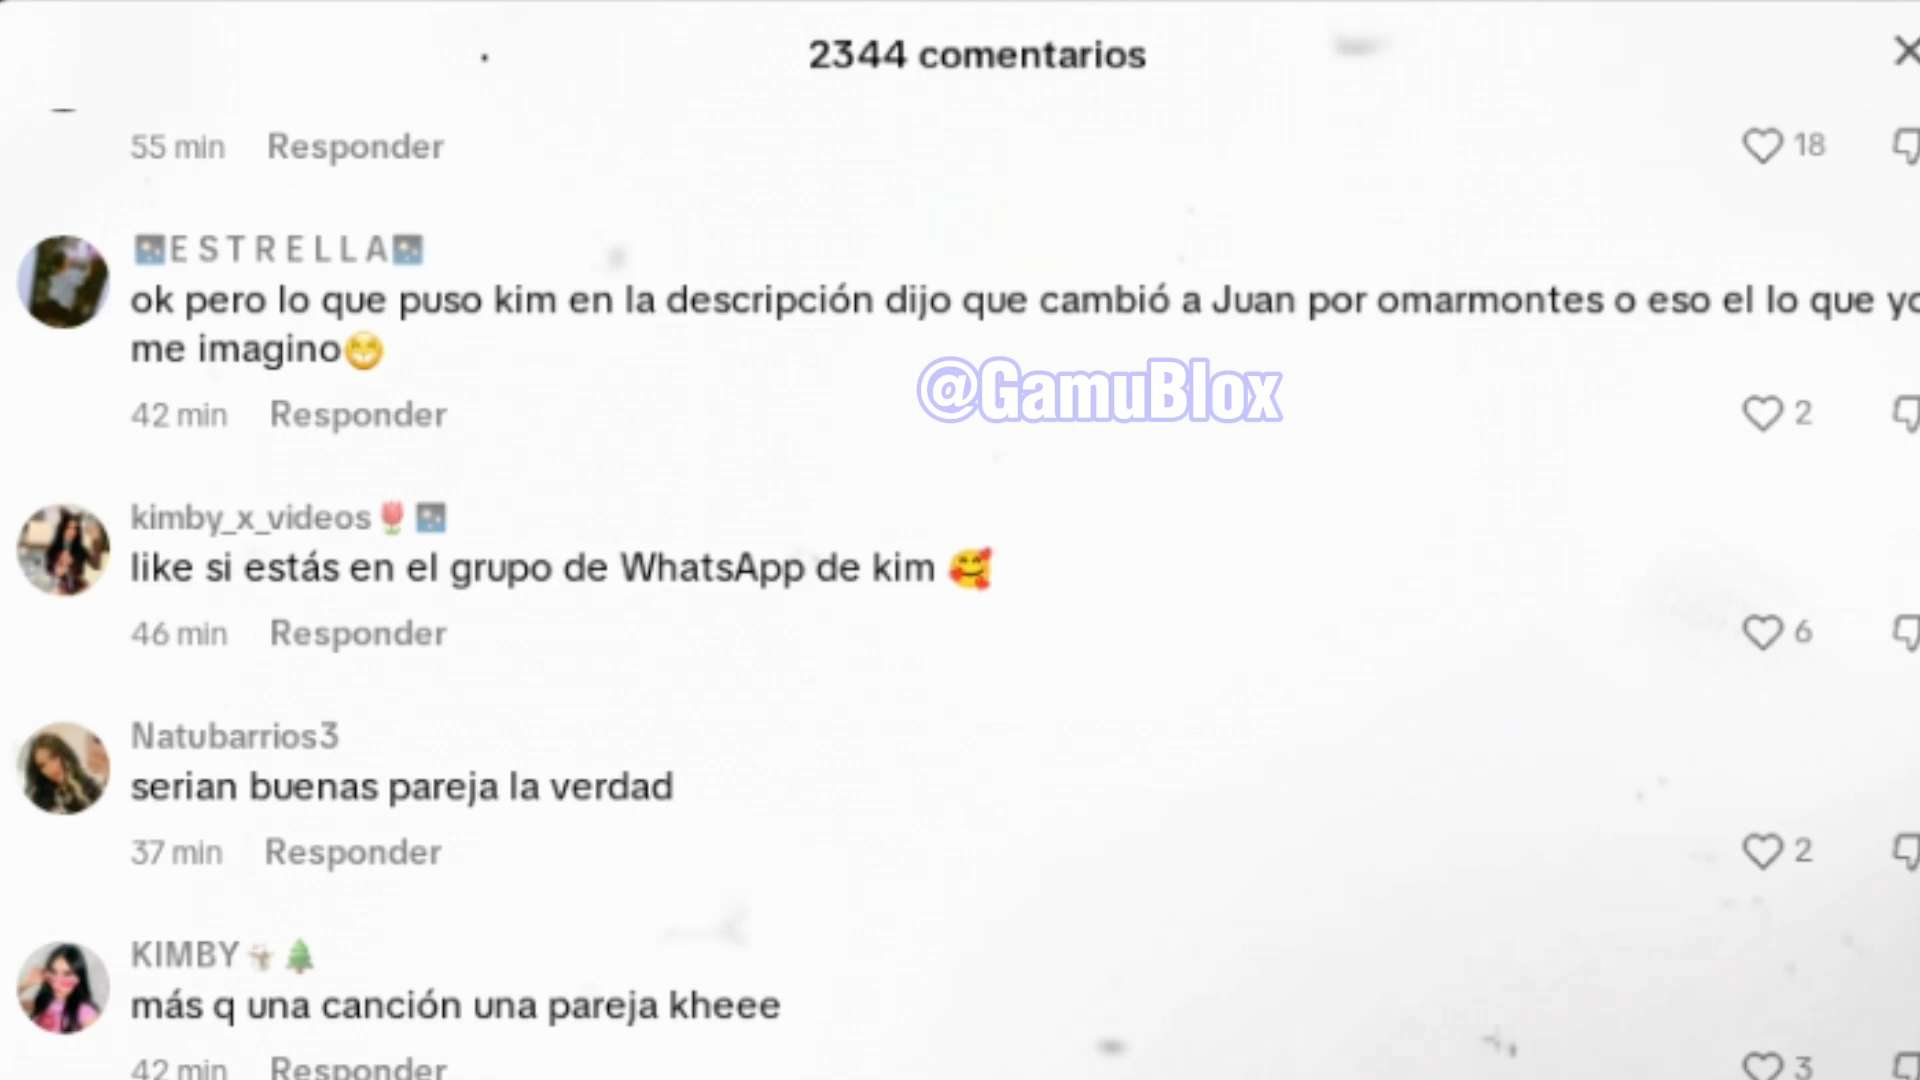 2344 comentarios
55 min Responder 18
🌃E S T R E L L A🌃
ok pero lo que puso kim en la descripción dijo que cambió a Juan por omarmontes o eso el lo que yo
me imagino😁
@GamuBlox
42 min Responder 2
kimby_x_videos🌷🌃
like si estás en el grupo de WhatsApp de kim 🥰
46 min Responder 6
Natubarrios3
serian buenas pareja la verdad
37 min Responder 2
KIMBY☃️🌲
más q una canción una pareja kheee
42 min Responder 3